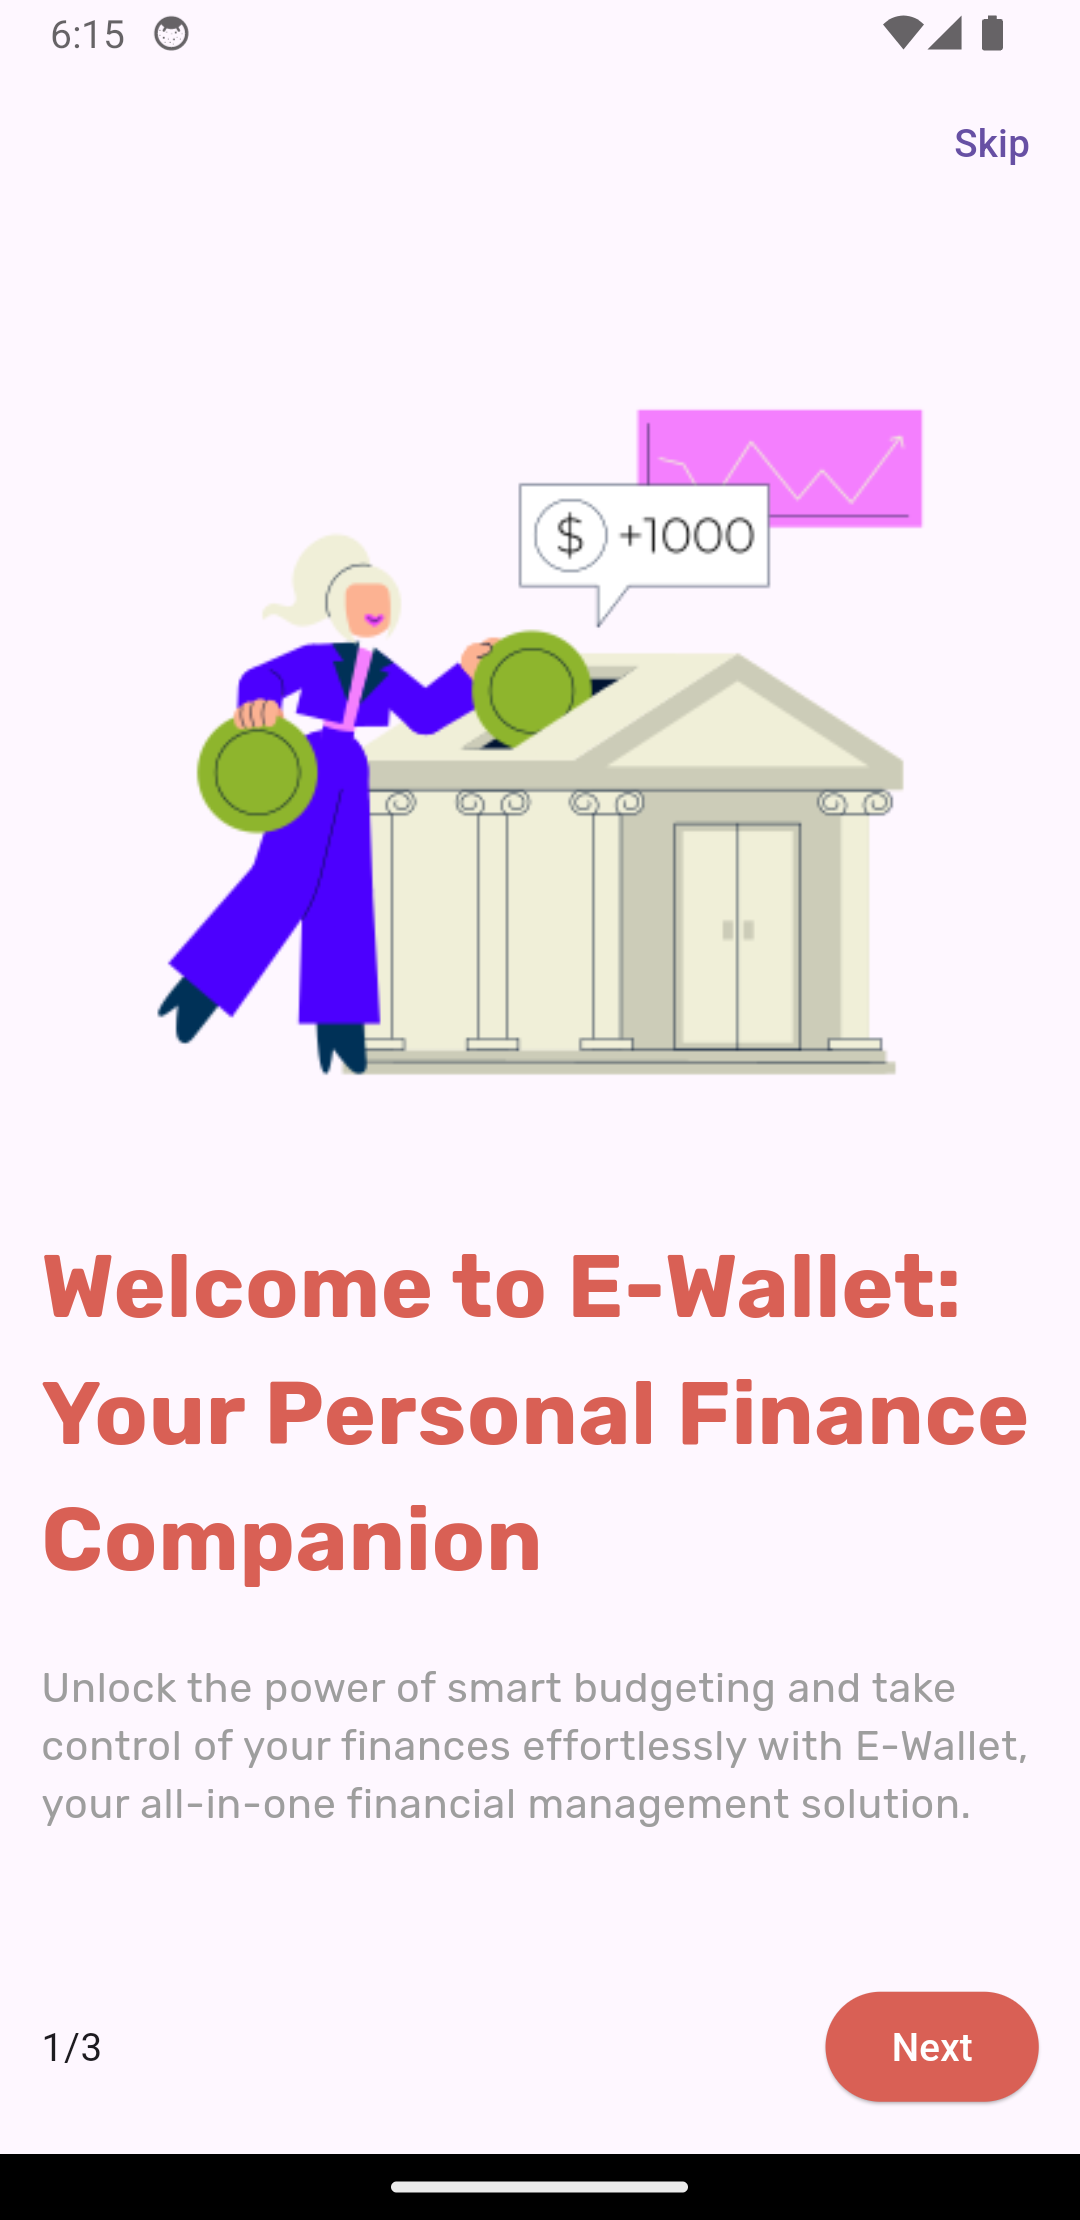 6:15
Skip
$ +1000
Welcome to E-Wallet:
Your Personal Finance
Companion
Unlock the power of smart budgeting and take
control of your finances effortlessly with E-Wallet,
your all-in-one financial management solution.
1/3
Next